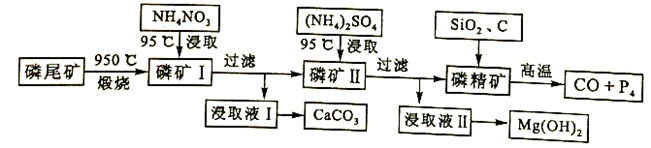 NH₄NO₃
(NH₄)₂SO₄
SiO₂、C
95℃ 浸取
95℃ 浸取
磷尾矿
950℃
煅烧
磷矿Ⅰ
过滤
磷矿Ⅱ
过滤
磷精矿
高温
CO+P₄
浸取液Ⅰ
CaCO₃
浸取液Ⅱ
Mg(OH)₂